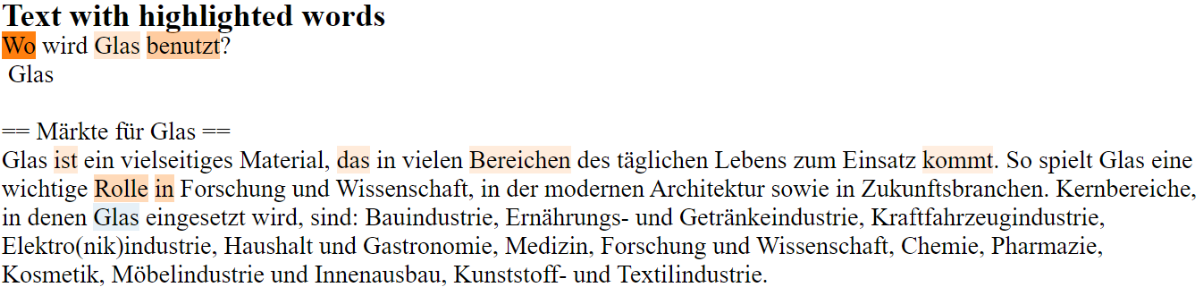 Text with highlighted words
Wo wird Glas benutzt?
Glas
== Märkte für Glas ==
Glas ist ein vielseitiges Material, das in vielen Bereichen des täglichen Lebens zum Einsatz kommt. So spielt Glas eine
wichtige Rolle in Forschung und Wissenschaft, in der modernen Architektur sowie in Zukunftsbranchen. Kernbereiche,
in denen Glas eingesetzt wird, sind: Bauindustrie, Ernährungs- und Getränkeindustrie, Kraftfahrzeugindustrie,
Elektro(nik)industrie, Haushalt und Gastronomie, Medizin, Forschung und Wissenschaft, Chemie, Pharmazie,
Kosmetik, Möbelindustrie und Innenausbau, Kunststoff- und Textilindustrie.